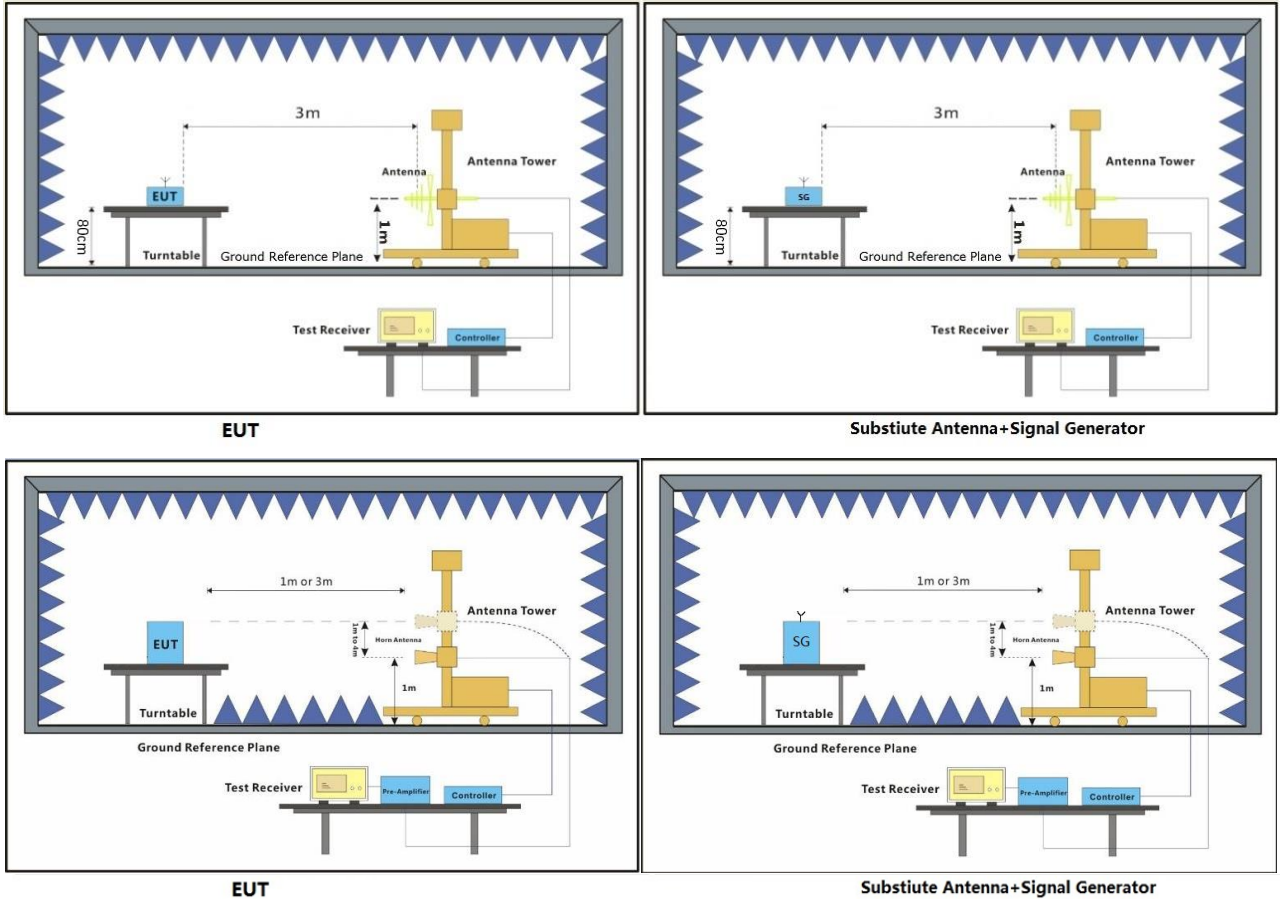 3m
Antenna Tower
Antenna
EUT
80cm
1m
Turntable
Ground Reference Plane
Test Receiver
Controller
EUT
3m
Antenna Tower
Antenna
SG
80cm
1m
Turntable
Ground Reference Plane
Test Receiver
Controller
Substiute Antenna+Signal Generator
1m or 3m
Antenna Tower
1m to 4m
Horn Antenna
EUT
1m
Turntable
Ground Reference Plane
Test Receiver
Pre-Amplifier
Controller
EUT
1m or 3m
Antenna Tower
1m to 4m
Horn Antenna
SG
1m
Turntable
Ground Reference Plane
Test Receiver
Pre-Amplifier
Controller
Substiute Antenna+Signal Generator